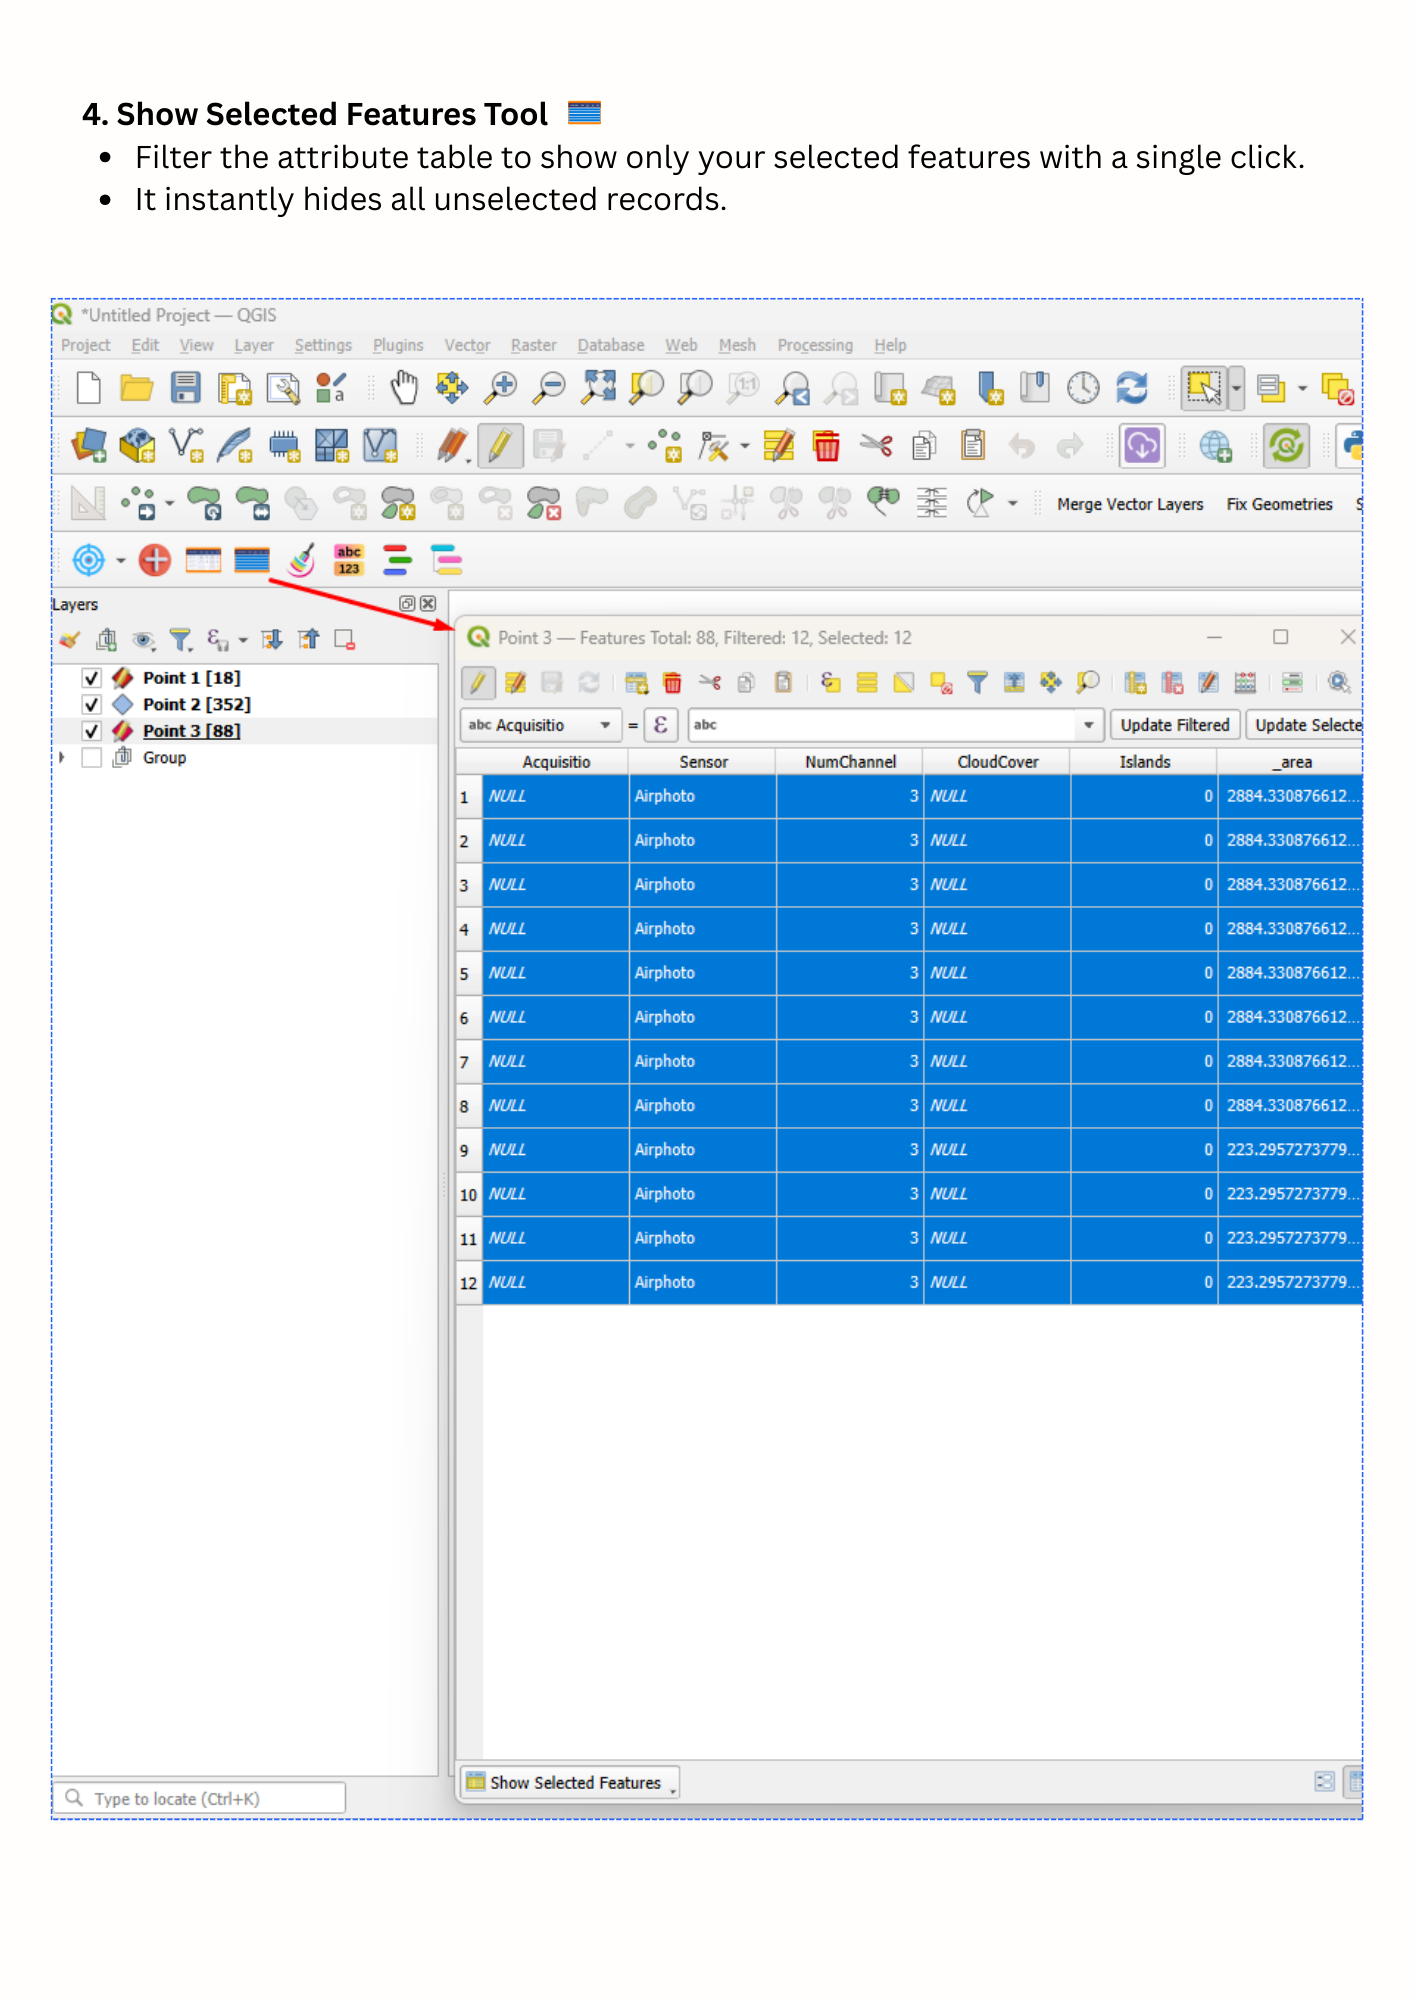 4. Show Selected Features Tool
• Filter the attribute table to show only your selected features with a single click.
• It instantly hides all unselected records.
*Untitled Project — QGIS
Project Edit View Layer Settings Plugins Vector Raster Database Web Mesh Processing Help
1:1
a
Merge Vector Layers Fix Geometries S
abc
123
Layers
Point 3 — Features Total: 88, Filtered: 12, Selected: 12
Point 1 [18]
Point 2 [352]
Point 3 [88]
Group
abc Acquisitio = ε abc Update Filtered Update Selecte
Acquisitio Sensor NumChannel CloudCover Islands _area
1 NULL Airphoto 3 NULL 0 2884.330876612...
2 NULL Airphoto 3 NULL 0 2884.330876612...
3 NULL Airphoto 3 NULL 0 2884.330876612...
4 NULL Airphoto 3 NULL 0 2884.330876612...
5 NULL Airphoto 3 NULL 0 2884.330876612...
6 NULL Airphoto 3 NULL 0 2884.330876612...
7 NULL Airphoto 3 NULL 0 2884.330876612...
8 NULL Airphoto 3 NULL 0 2884.330876612...
9 NULL Airphoto 3 NULL 0 223.2957273779...
10 NULL Airphoto 3 NULL 0 223.2957273779...
11 NULL Airphoto 3 NULL 0 223.2957273779...
12 NULL Airphoto 3 NULL 0 223.2957273779...
Show Selected Features
Type to locate (Ctrl+K)